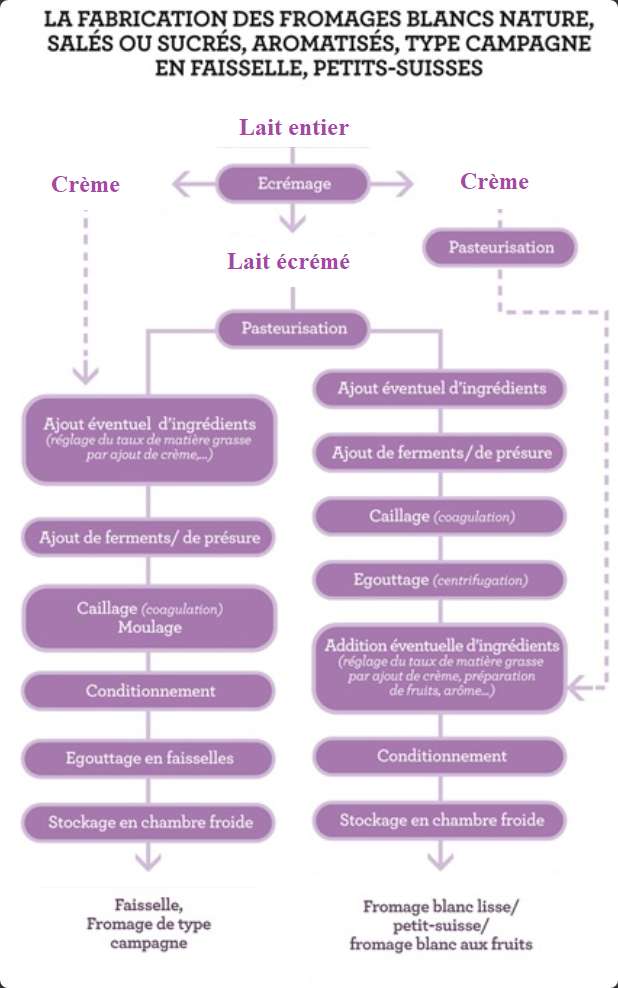 LA FABRICATION DES FROMAGES BLANCS NATURE,
SALÉS OU SUCRÉS, AROMATISÉS, TYPE CAMPAGNE
EN FAISSELLE, PETITS-SUISSES
Lait entier
Crème
Ecrémage
Crème
Pasteurisation
Lait écrémé
Pasteurisation
Ajout éventuel d'ingrédients
(réglage du taux de matière grasse
par ajout de crème,...)
Ajout de ferments/ de présure
Caillage (coagulation)
Moulage
Conditionnement
Egouttage en faisselles
Stockage en chambre froide
Faisselle,
Fromage de type
campagne
Ajout éventuel d'ingrédients
Ajout de ferments/de présure
Caillage (coagulation)
Egouttage (centrifugation)
Addition éventuelle d'ingrédients
(réglage du taux de matière grasse
par ajout de crème, préparation
de fruits, arôme...)
Conditionnement
Stockage en chambre froide
Fromage blanc lisse/
petit-suisse/
fromage blanc aux fruits